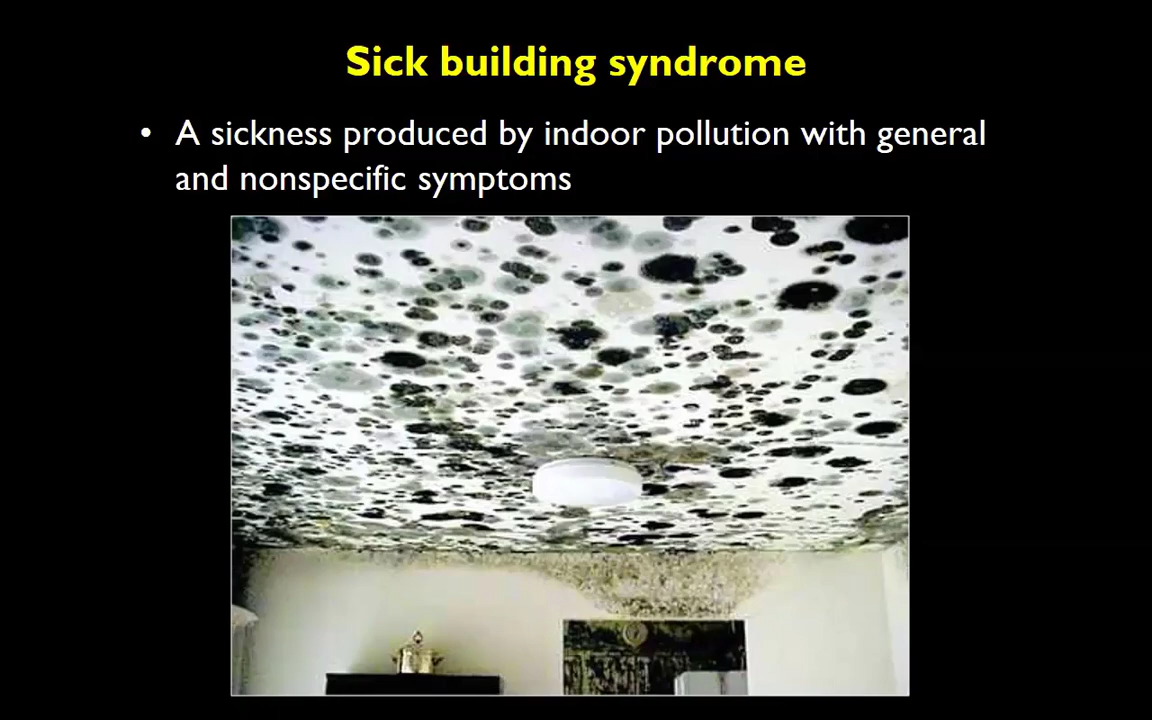 Sick building syndrome
• A sickness produced by indoor pollution with general
and nonspecific symptoms